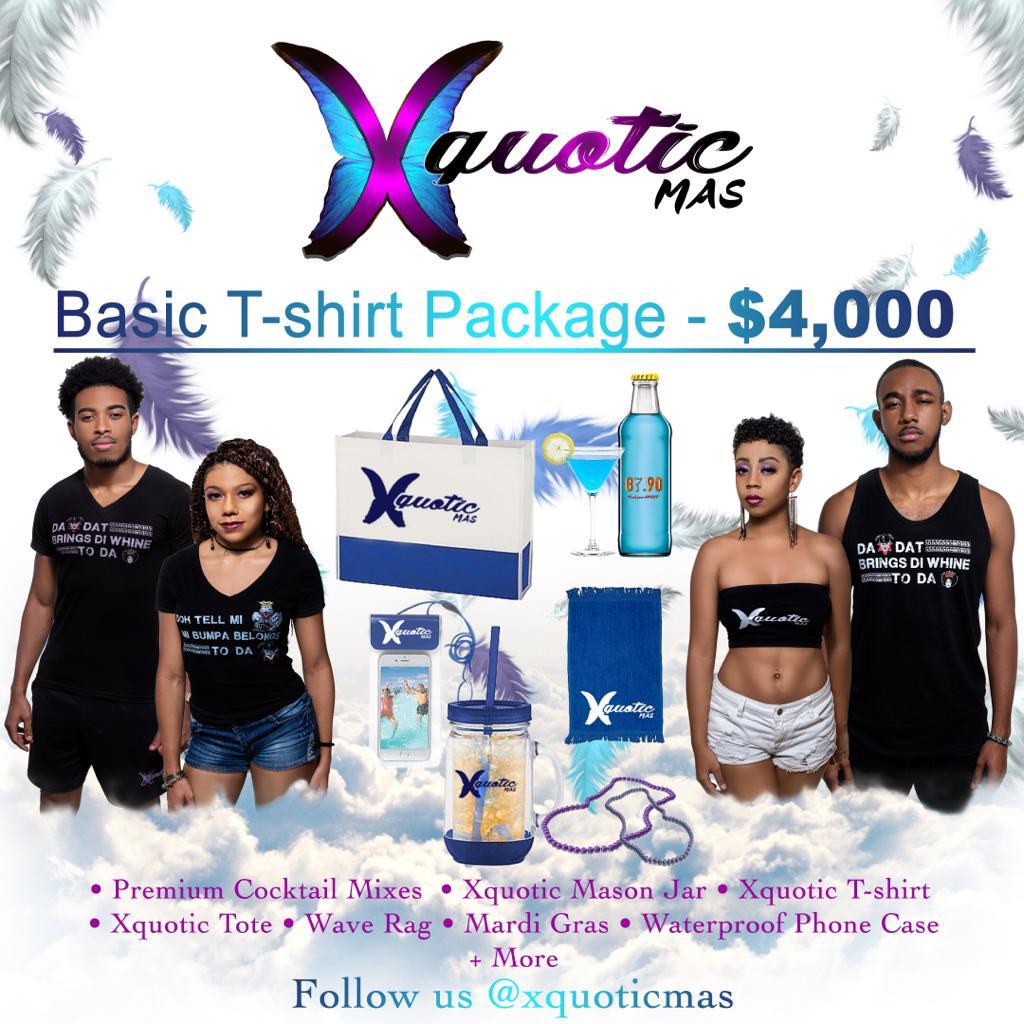 Xquotic
MAS
Basic T-shirt Package - $4,000
Xquotic
MAS
87.90
DA DAT
BRINGS DI WHINE
TO DA
OOH TELL MI
MI BUMPA BELONGS
TO DA
Xquotic
MAS
Xquotic
MAS
Xquotic
MAS
Xquotic
MAS
DA DAT
BRINGS DI WHINE
TO DA
• Premium Cocktail Mixes • Xquotic Mason Jar • Xquotic T-shirt
• Xquotic Tote • Wave Rag • Mardi Gras • Waterproof Phone Case
+ More
Follow us @xquoticmas